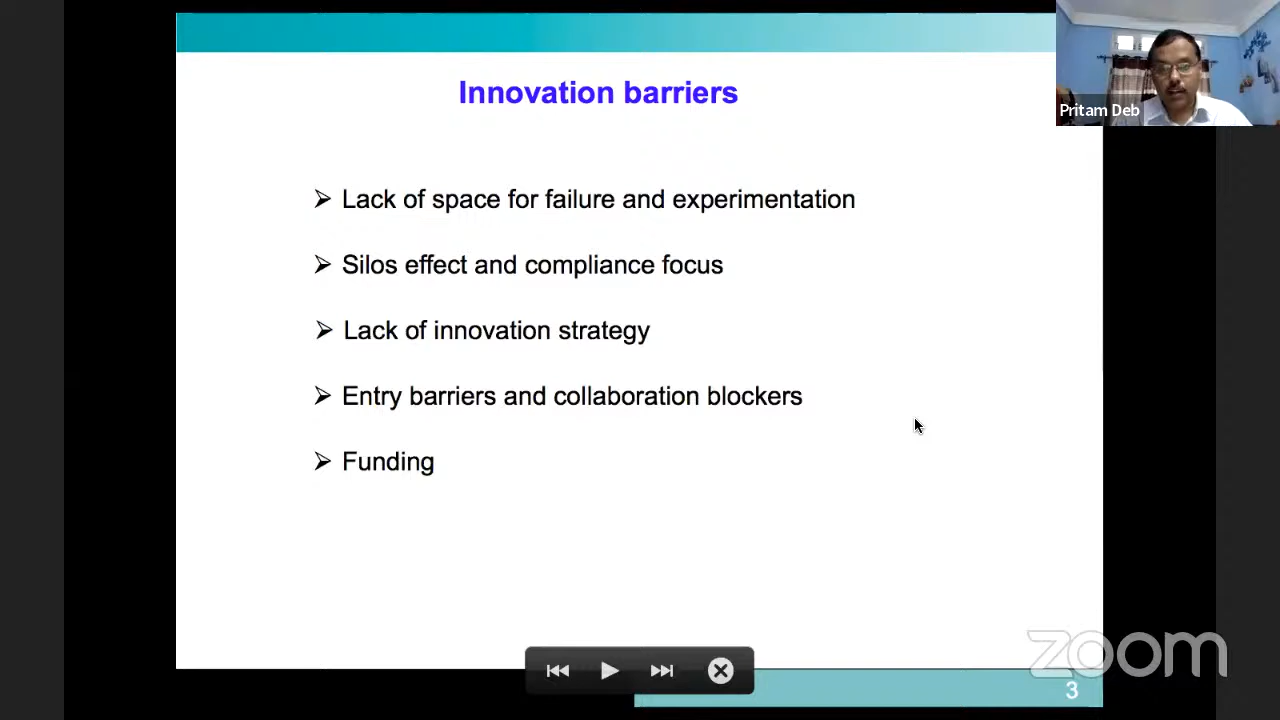 Innovation barriers
Pritam Deb
Lack of space for failure and experimentation
Silos effect and compliance focus
Lack of innovation strategy
Entry barriers and collaboration blockers
Funding
zoom
3